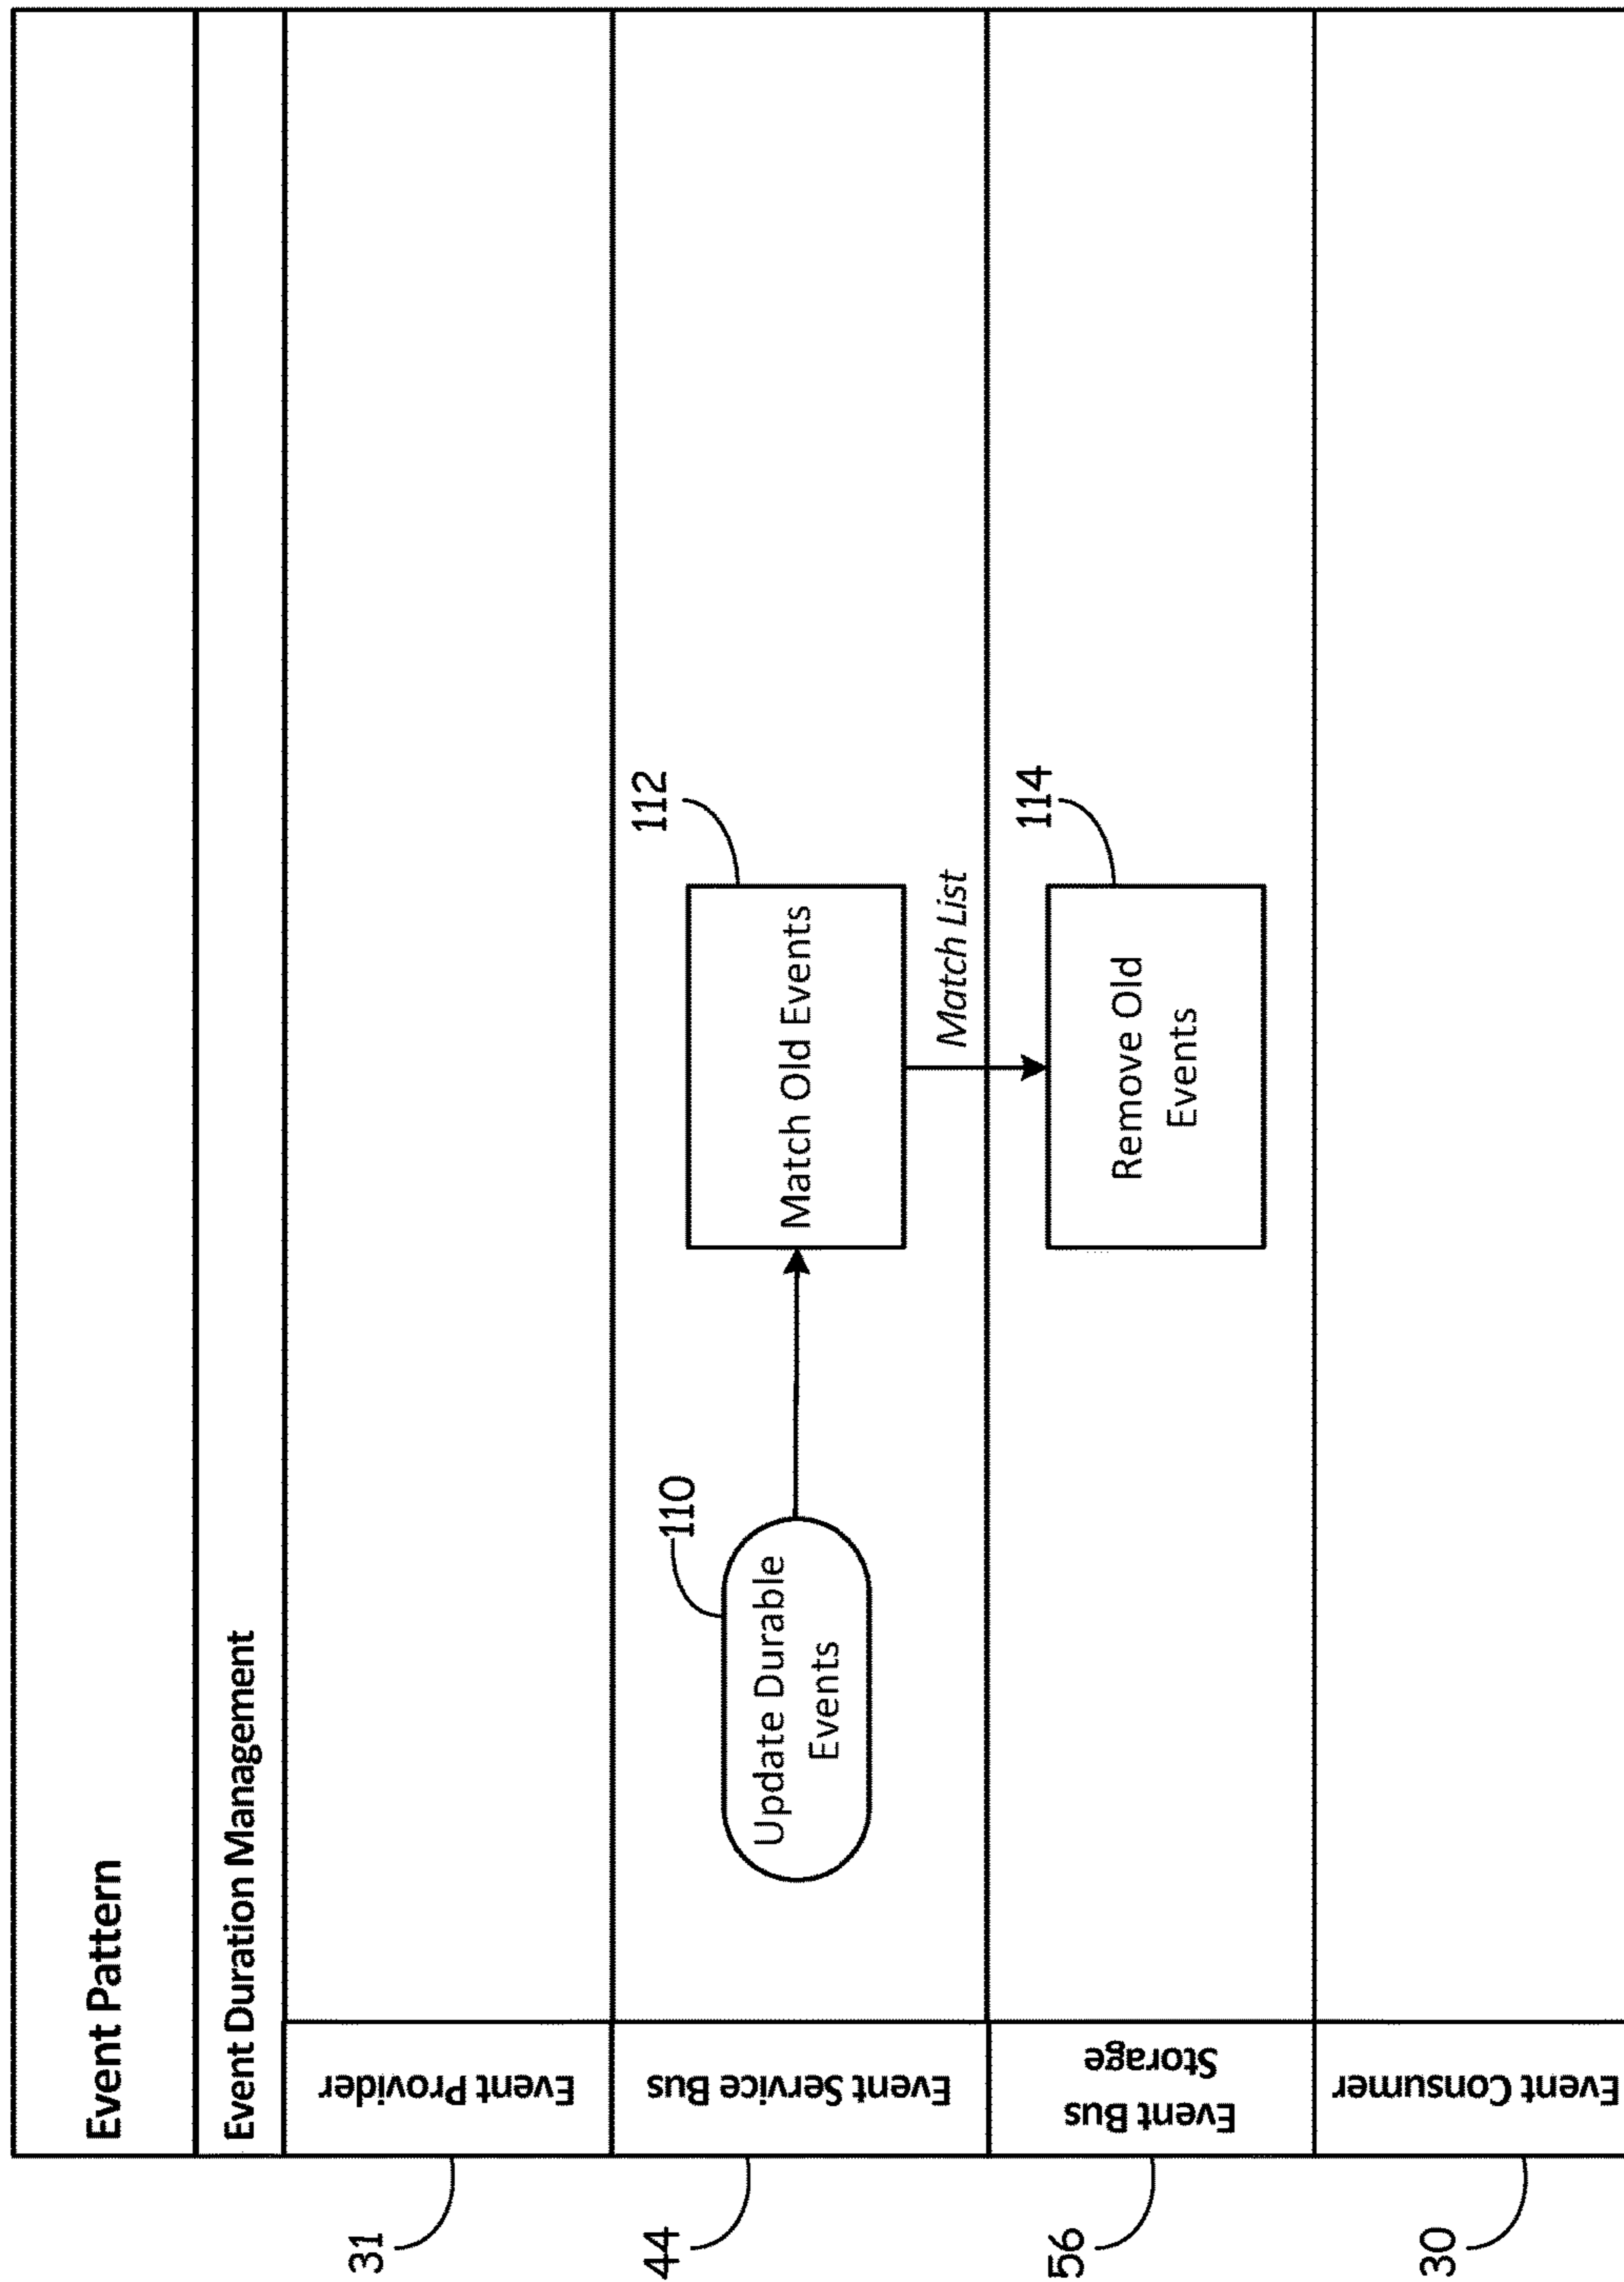 Event Pattern
Event Duration Management
31
Event Provider
44
Event Service Bus
110
Update Durable
Events
112
Match Old Events
Match List
56
Event Bus
Storage
114
Remove Old
Events
30
Event Consumer